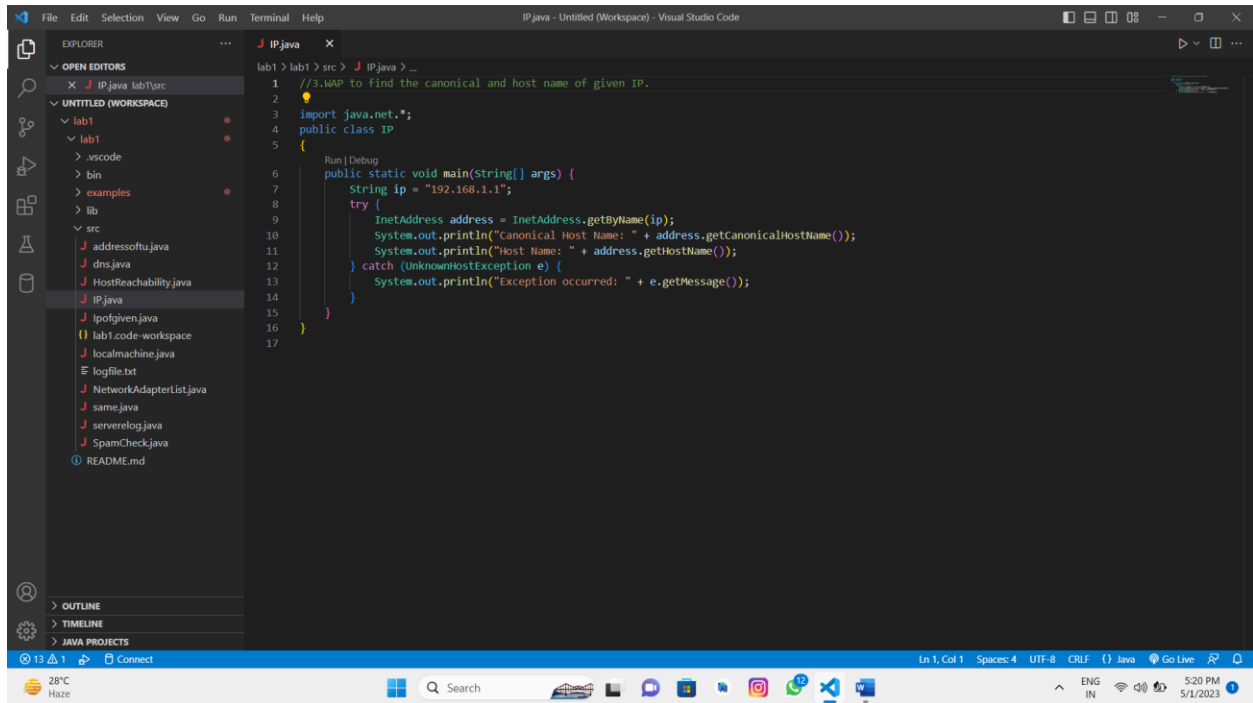 File Edit Selection View Go Run Terminal Help
IP.java - Untitled (Workspace) - Visual Studio Code
EXPLORER
OPEN EDITORS
IP.java lab1\src
UNTITLED (WORKSPACE)
lab1
lab1
.vscode
bin
examples
lib
src
addressoftu.java
dns.java
HostReachability.java
IP.java
Ipofgiven.java
{} lab1.code-workspace
localmachine.java
logfile.txt
NetworkAdapterList.java
same.java
serverelog.java
SpamCheck.java
README.md
OUTLINE
TIMELINE
JAVA PROJECTS
J IP.java
lab1 > lab1 > src > J IP.java > ...
1 //3.WAP to find the canonical and host name of given IP.
2
3 import java.net.*;
4 public class IP
5 {
Run | Debug
6 public static void main(String[] args) {
7 String ip = "192.168.1.1";
8 try {
9 InetAddress address = InetAddress.getByName(ip);
10 System.out.println("Canonical Host Name: " + address.getCanonicalHostName());
11 System.out.println("Host Name: " + address.getHostName());
12 } catch (UnknownHostException e) {
13 System.out.println("Exception occurred: " + e.getMessage());
14 }
15 }
16 }
17
13 1 Connect
Ln 1, Col 1 Spaces: 4 UTF-8 CRLF {} Java Go Live
28°C
Haze
Search
ENG
IN
5:20 PM
5/1/2023
1